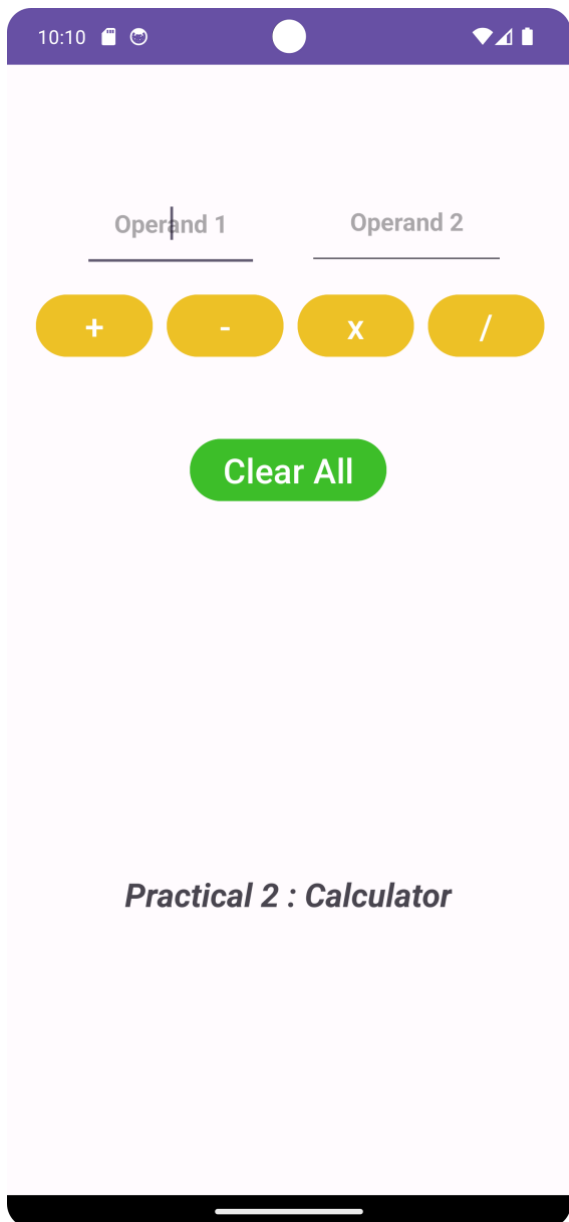 10:10
Operand 1 Operand 2
+ - x /
Clear All
Practical 2 : Calculator